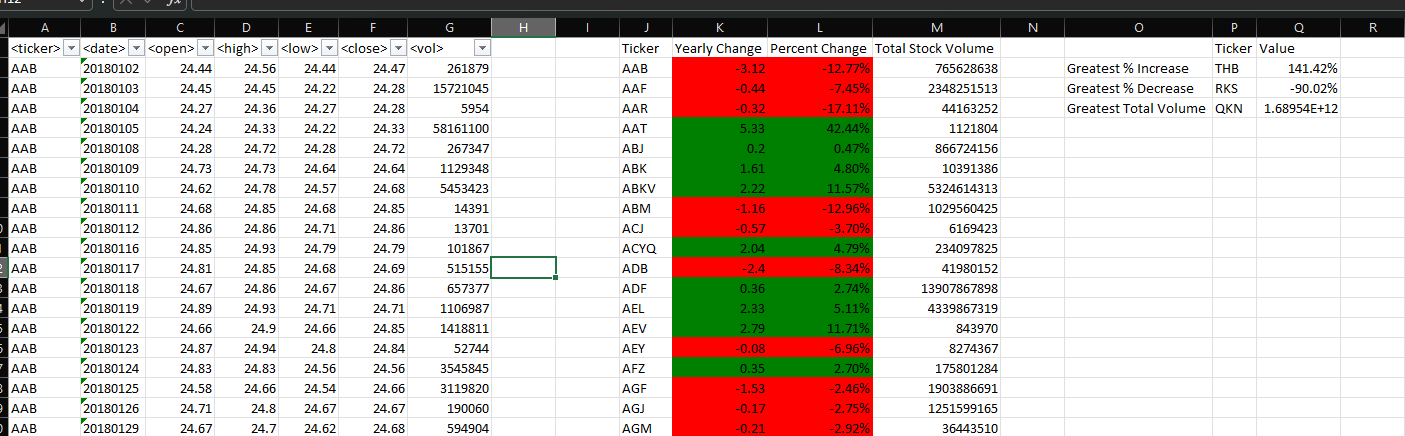 A B C D E F G H I J K L M N O P Q R
<ticker> <date> <open> <high> <low> <close> <vol> Ticker Yearly Change Percent Change Total Stock Volume Ticker Value
AAB 20180102 24.44 24.56 24.44 24.47 261879 AAB -3.12 -12.77% 765628638 Greatest % Increase THB 141.42%
AAB 20180103 24.45 24.45 24.22 24.28 15721045 AAF -0.44 -7.45% 2348251513 Greatest % Decrease RKS -90.02%
AAB 20180104 24.27 24.36 24.27 24.28 5954 AAR -0.32 -17.11% 44163252 Greatest Total Volume QKN 1.68954E+12
AAB 20180105 24.24 24.33 24.22 24.33 58161100 AAT 5.33 42.44% 1121804
AAB 20180108 24.28 24.72 24.28 24.72 267347 ABJ 0.2 0.47% 866724156
AAB 20180109 24.73 24.73 24.64 24.64 1129348 ABK 1.61 4.80% 10391386
AAB 20180110 24.62 24.78 24.57 24.68 5453423 ABKV 2.22 11.57% 5324614313
AAB 20180111 24.68 24.85 24.68 24.85 14391 ABM -1.16 -12.96% 1029560425
AAB 20180112 24.86 24.86 24.71 24.86 13701 ACJ -0.57 -3.70% 6169423
AAB 20180116 24.85 24.93 24.79 24.79 101867 ACYQ 2.04 4.79% 234097825
AAB 20180117 24.81 24.85 24.68 24.69 515155 ADB -2.4 -8.34% 41980152
AAB 20180118 24.67 24.86 24.67 24.86 657377 ADF 0.36 2.74% 13907867898
AAB 20180119 24.89 24.93 24.71 24.71 1106987 AEL 2.33 5.11% 4339867319
AAB 20180122 24.66 24.9 24.66 24.85 1418811 AEV 2.79 11.71% 843970
AAB 20180123 24.87 24.94 24.8 24.84 52744 AEY -0.08 -6.96% 8274367
AAB 20180124 24.83 24.83 24.56 24.56 3545845 AFZ 0.35 2.70% 175801284
AAB 20180125 24.58 24.66 24.54 24.66 3119820 AGF -1.53 -2.46% 1903886691
AAB 20180126 24.71 24.8 24.67 24.67 190060 AGJ -0.17 -2.75% 1251599165
AAB 20180129 24.67 24.7 24.62 24.68 594904 AGM -0.21 -2.92% 36443510